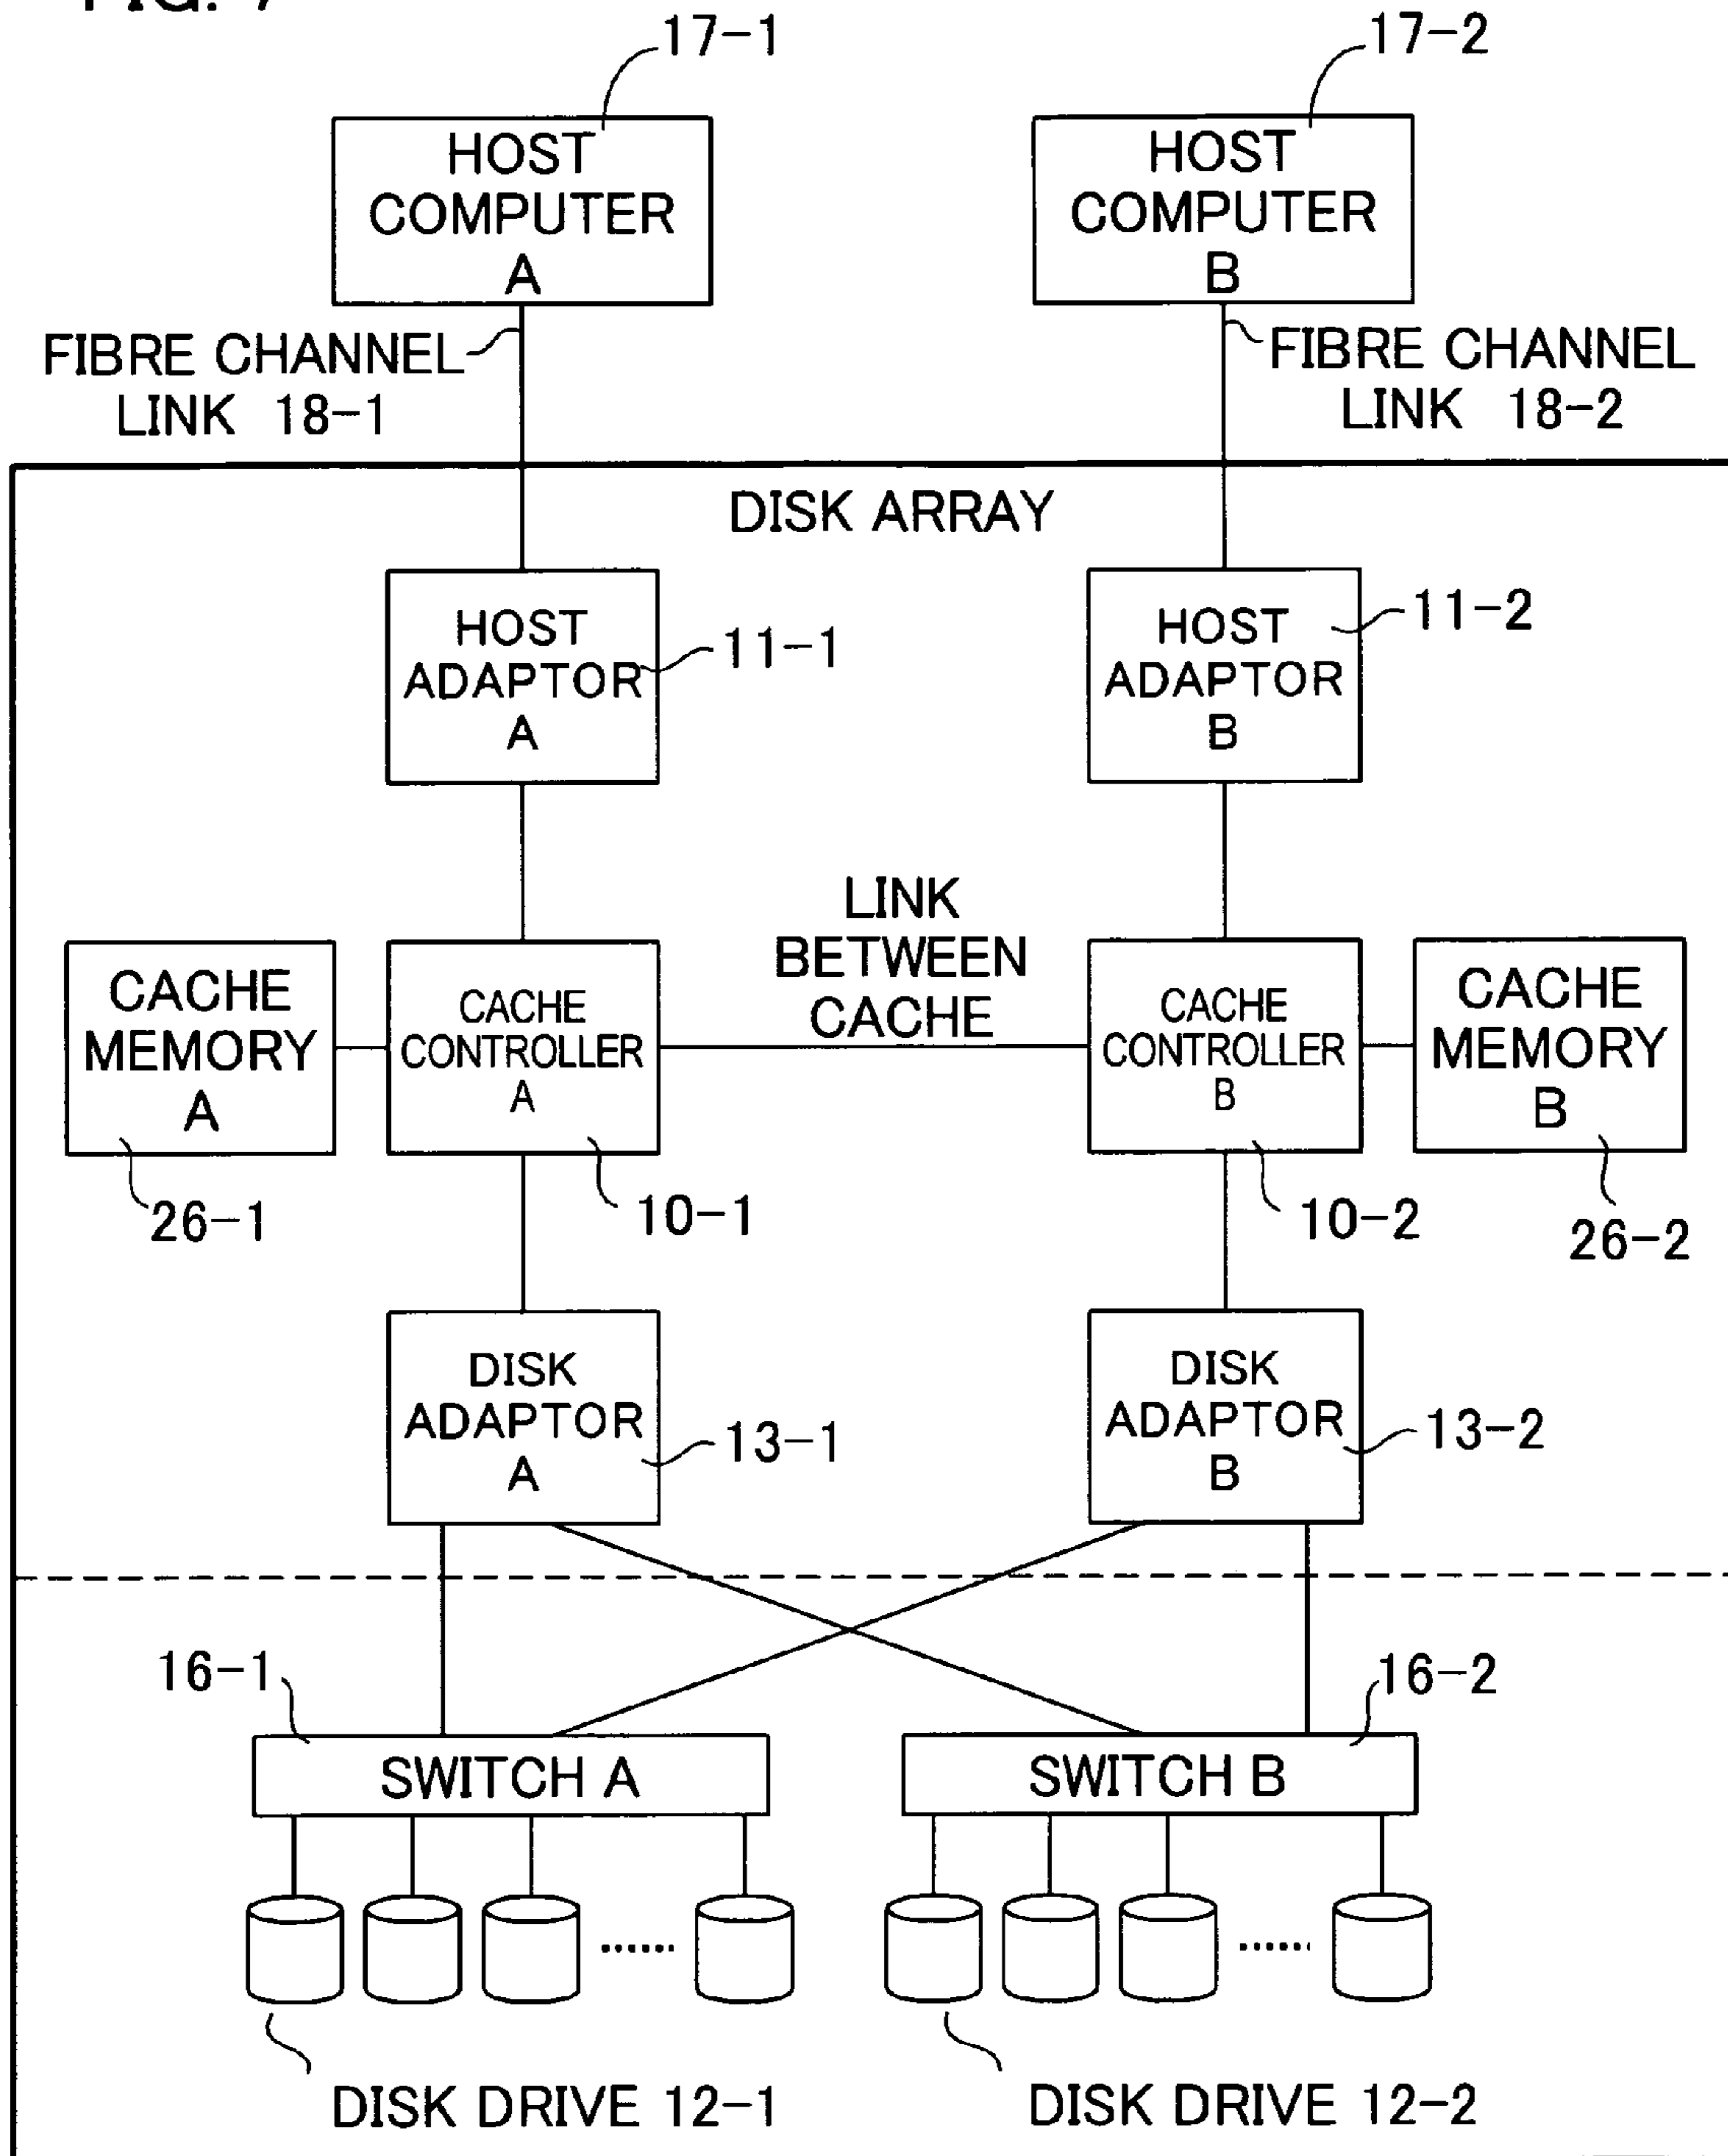 17-1
17-2
HOST
COMPUTER
A
HOST
COMPUTER
B
FIBRE CHANNEL
LINK 18-1
FIBRE CHANNEL
LINK 18-2
DISK ARRAY
HOST
ADAPTOR
A
11-1
HOST
ADAPTOR
B
11-2
LINK
BETWEEN
CACHE
CACHE
MEMORY
A
CACHE
CONTROLLER
A
CACHE
CONTROLLER
B
CACHE
MEMORY
B
26-1
10-1
10-2
26-2
DISK
ADAPTOR
A
13-1
DISK
ADAPTOR
B
13-2
16-1
16-2
SWITCH A
SWITCH B
DISK DRIVE 12-1
DISK DRIVE 12-2